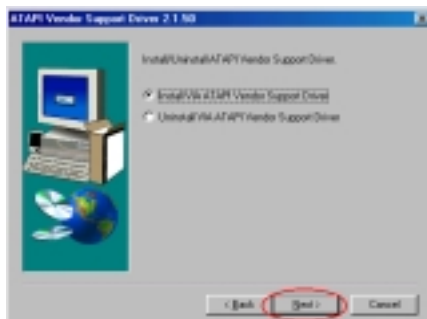 ATAPI Vendor Support Driver 2.1.50
Install/Uninstall ATAPI Vendor Support Driver.
Install VIA ATAPI Vendor Support Driver
Uninstall VIA ATAPI Vendor Support Driver
< Back
Next >
Cancel